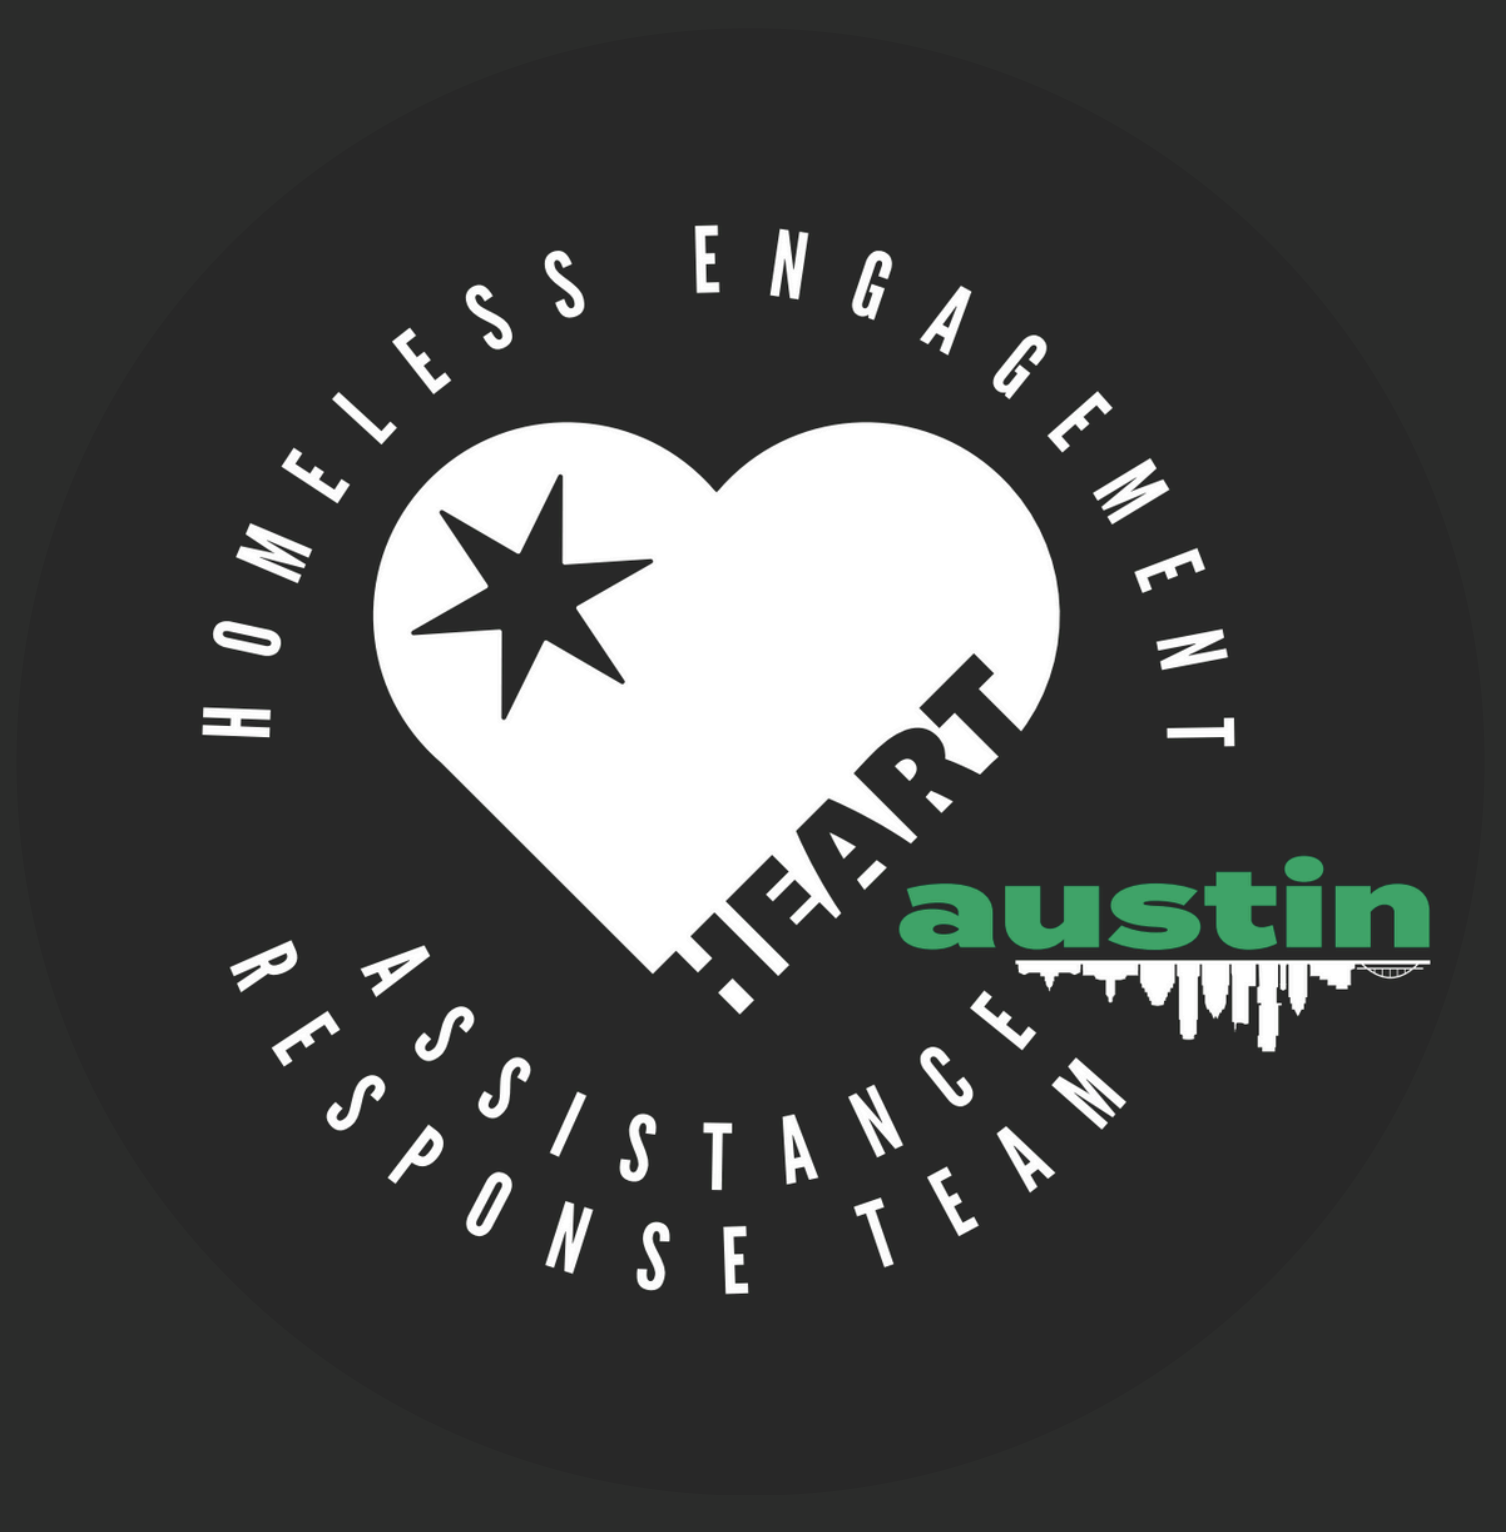 HOMELESS ENGAGEMENT
HEART
austin
ASSISTANCE
RESPONSE TEAM